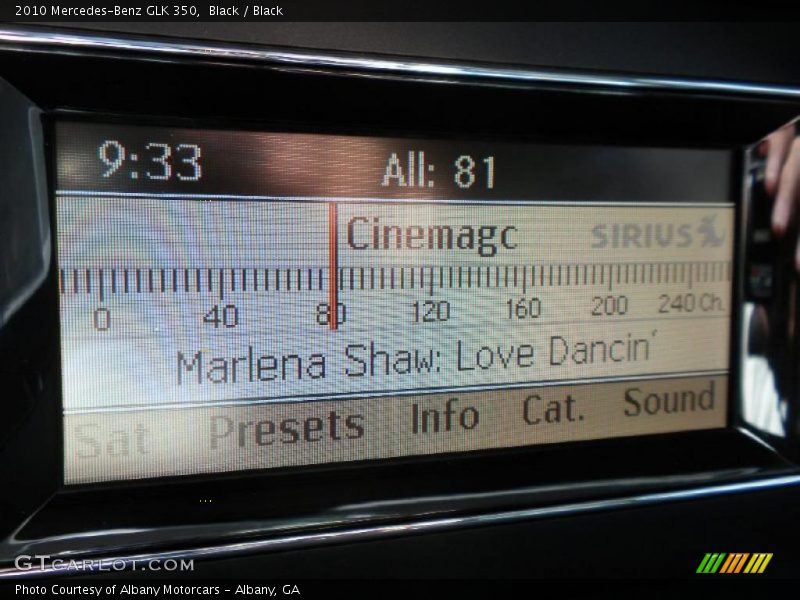 2010 Mercedes-Benz GLK 350,  Black / Black
9:33 All: 81
Cinemagc SIRIUS
0 40 80 120 160 200 240 Ch.
Marlena Shaw: Love Dancin'
Sat Presets Info Cat. Sound
GTCARLOT.COM
Photo Courtesy of Albany Motorcars - Albany, GA